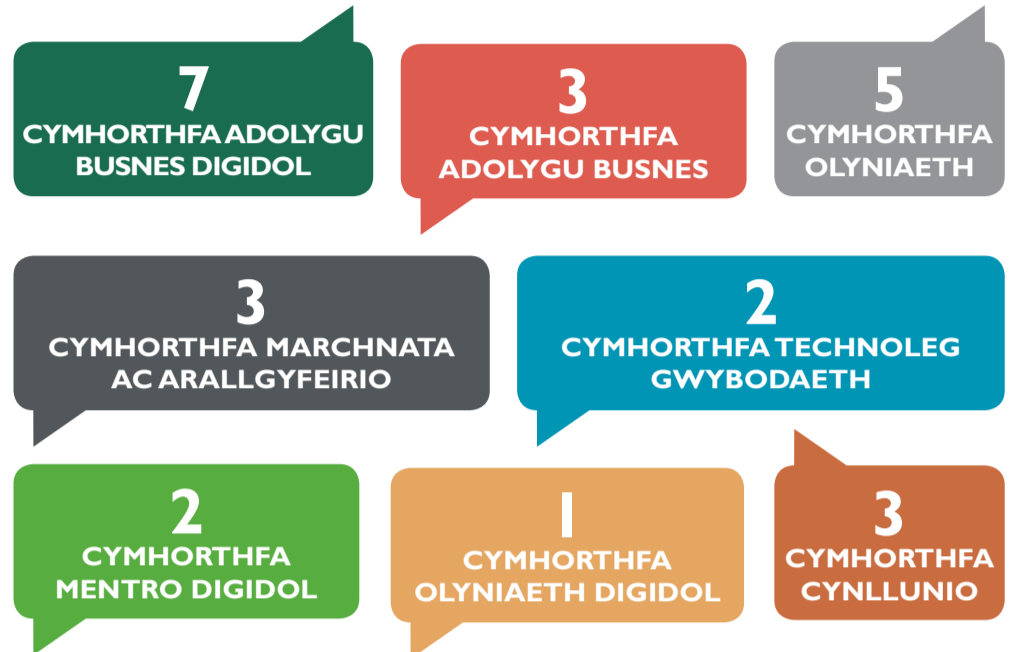 7
CYMHORTHFA ADOLYGU
BUSNES DIGIDOL
3
CYMHORTHFA
ADOLYGU BUSNES
5
CYMHORTHFA
OLYNIAETH
3
CYMHORTHFA MARCHNATA
AC ARALLGYFEIRIO
2
CYMHORTHFA TECHNOLEG
GWYBODAETH
2
CYMHORTHFA
MENTRO DIGIDOL
1
CYMHORTHFA
OLYNIAETH DIGIDOL
3
CYMHORTHFA
CYNLLUNIO